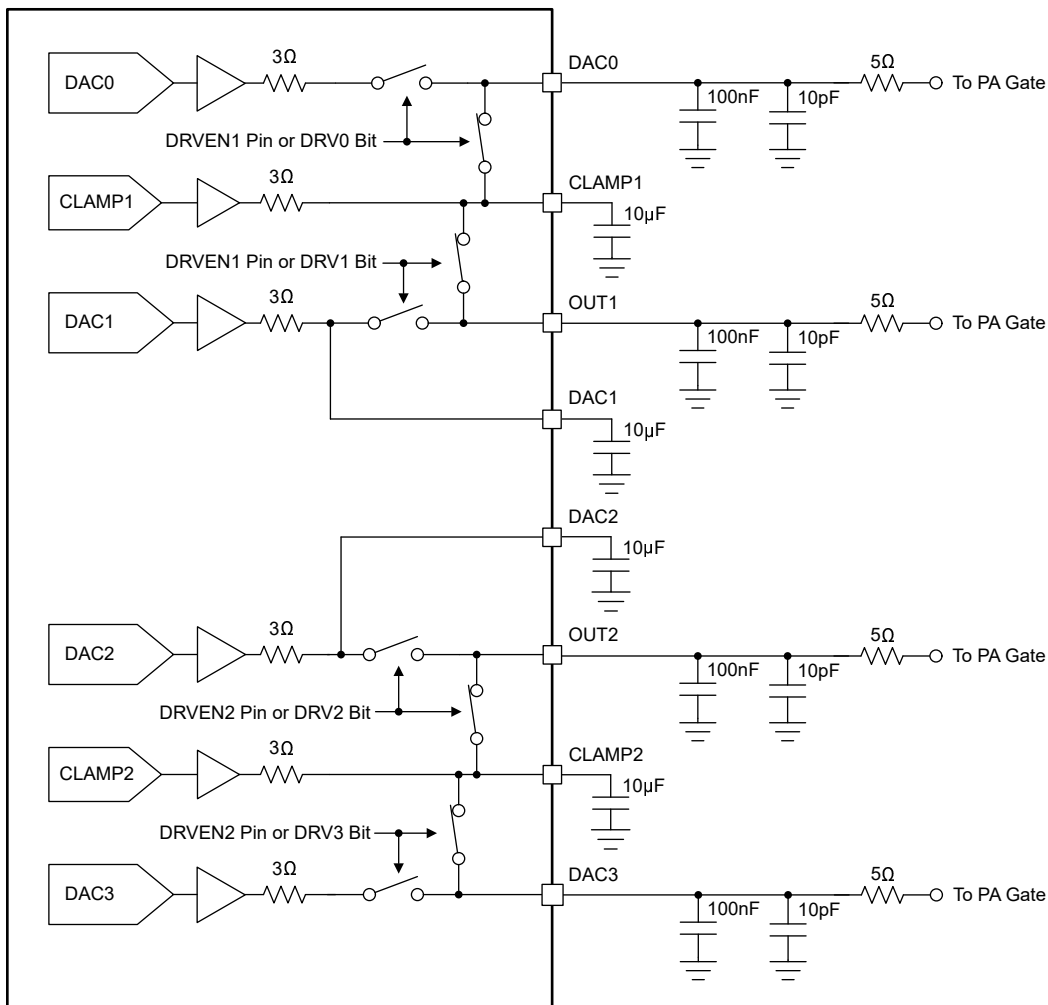 DAC0
3Ω
DAC0
100nF
10pF
5Ω
To PA Gate
DRVEN1 Pin or DRV0 Bit
CLAMP1
3Ω
CLAMP1
10µF
DRVEN1 Pin or DRV1 Bit
DAC1
3Ω
OUT1
100nF
10pF
5Ω
To PA Gate
DAC1
10µF
DAC2
10µF
DAC2
3Ω
OUT2
100nF
10pF
5Ω
To PA Gate
DRVEN2 Pin or DRV2 Bit
CLAMP2
3Ω
CLAMP2
10µF
DRVEN2 Pin or DRV3 Bit
DAC3
3Ω
DAC3
100nF
10pF
5Ω
To PA Gate